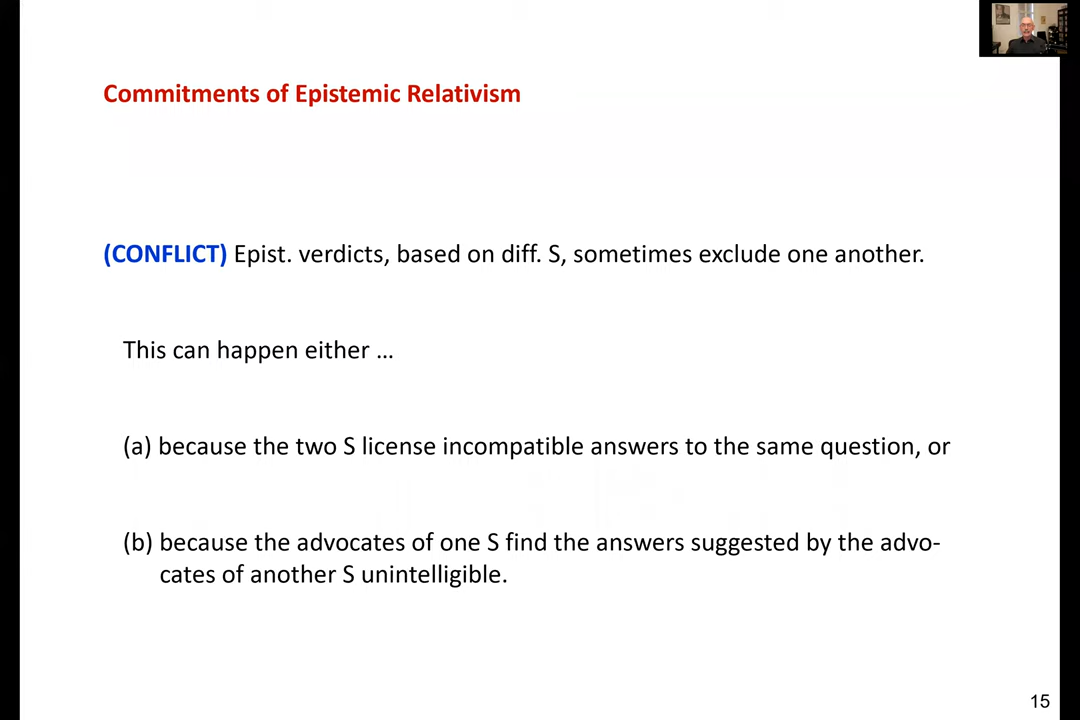 Commitments of Epistemic Relativism
(CONFLICT) Epist. verdicts, based on diff. S, sometimes exclude one another.
This can happen either …
(a) because the two S license incompatible answers to the same question, or
(b) because the advocates of one S find the answers suggested by the advo-
cates of another S unintelligible.
15